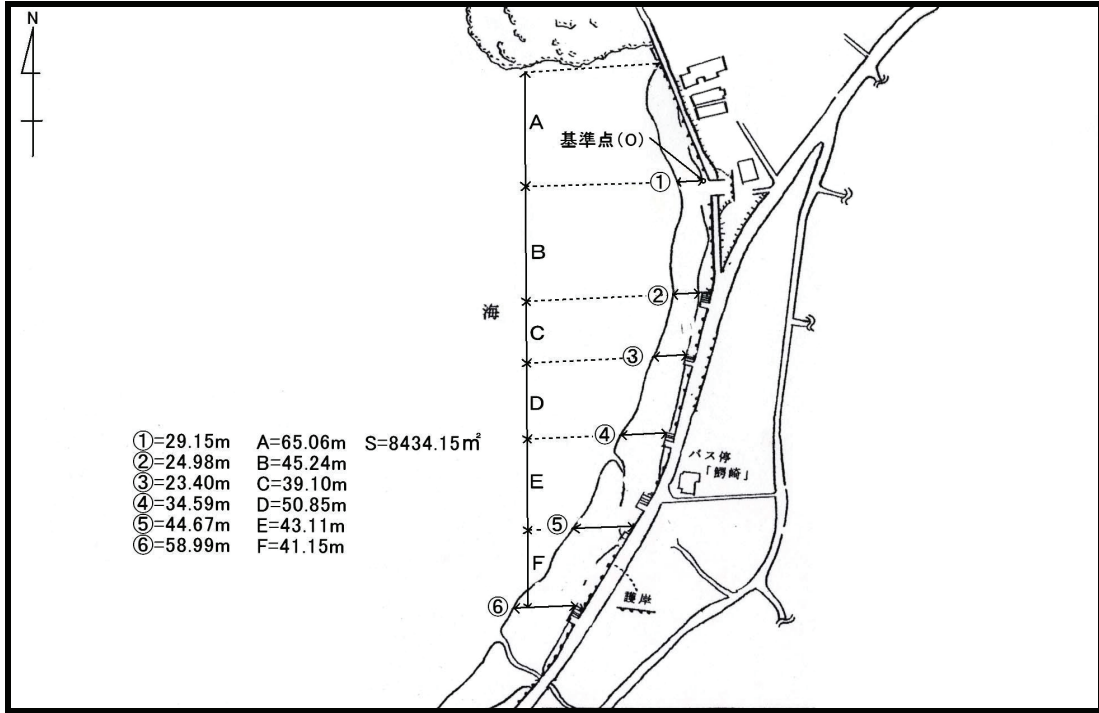 N
A
基準点(O)
①
B
②
海
C
③
D
④
バス停
「鰐崎」
E
⑤
F
⑥
護岸
①=29.15m A=65.06m S=8434.15㎡
②=24.98m B=45.24m
③=23.40m C=39.10m
④=34.59m D=50.85m
⑤=44.67m E=43.11m
⑥=58.99m F=41.15m